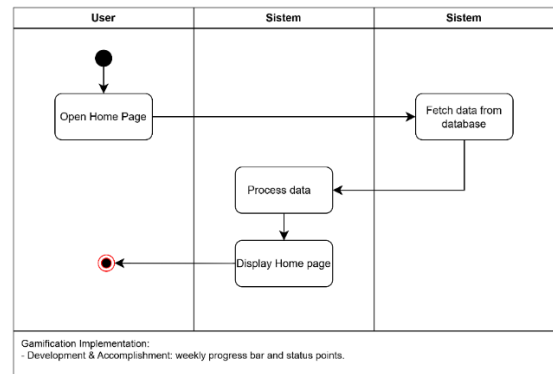 User
Sistem
Sistem
Open Home Page
Fetch data from
database
Process data
Display Home page
Gamification Implementation:
- Development & Accomplishment: weekly progress bar and status points.